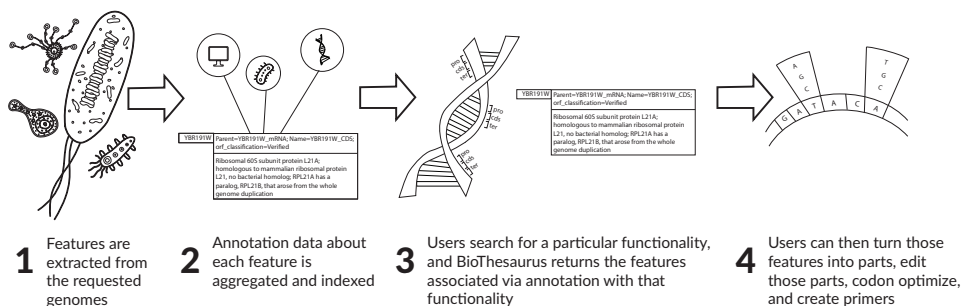 YBR191W
Parent=YBR191W_mRNA; Name=YBR191W_CDS;
orf_classification=Verified
Ribosomal 60S subunit protein L21A;
homologous to mammalian ribosomal protein
L21, no bacterial homolog; RPL21A has a
paralog, RPL21B, that arose from the whole
genome duplication
pro
cds
ter
pro
cds
ter
pro
cds
ter
YBR191W
Parent=YBR191W_mRNA; Name=YBR191W_CDS;
orf_classification=Verified
Ribosomal 60S subunit protein L21A;
homologous to mammalian ribosomal protein
L21, no bacterial homolog; RPL21A has a
paralog, RPL21B, that arose from the whole
genome duplication
A
G
C
T
G
C
G A T A C A
1
Features are
extracted from
the requested
genomes
2
Annotation data about
each feature is
aggregated and indexed
3
Users search for a particular functionality,
and BioThesaurus returns the features
associated via annotation with that
functionality
4
Users can then turn those
features into parts, edit
those parts, codon optimize,
and create primers